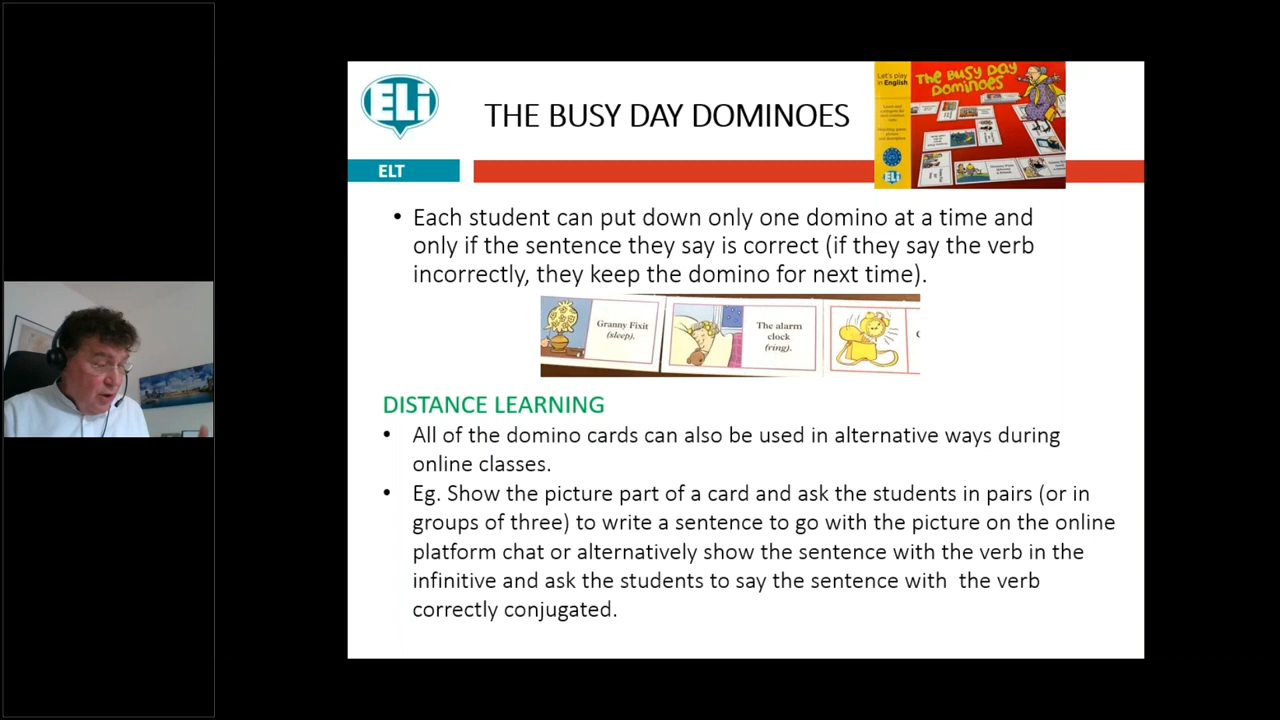 ELi
THE BUSY DAY DOMINOES
Let's play
in English
THE BUSY DAY
DOMINOES
ELi
ELT
• Each student can put down only one domino at a time and
only if the sentence they say is correct (if they say the verb
incorrectly, they keep the domino for next time).
Granny Fixit
(sleep).
The alarm
clock
(ring).
DISTANCE LEARNING
• All of the domino cards can also be used in alternative ways during
online classes.
• Eg. Show the picture part of a card and ask the students in pairs (or in
groups of three) to write a sentence to go with the picture on the online
platform chat or alternatively show the sentence with the verb in the
infinitive and ask the students to say the sentence with the verb
correctly conjugated.